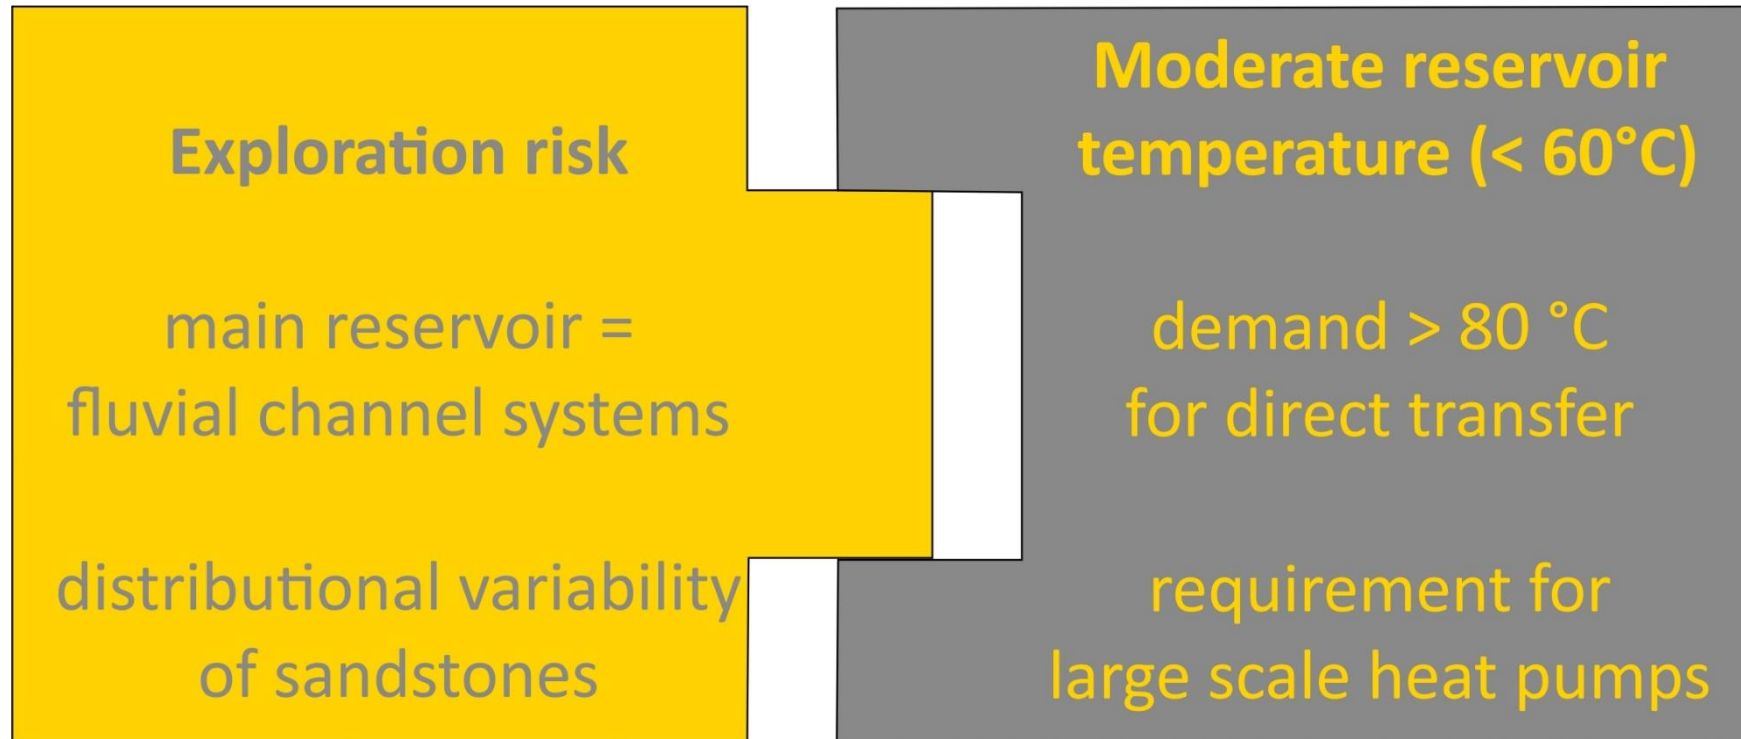 Exploration risk
main reservoir =
fluvial channel systems
distributional variability
of sandstones
Moderate reservoir
temperature (< 60°C)
demand > 80 °C
for direct transfer
requirement for
large scale heat pumps